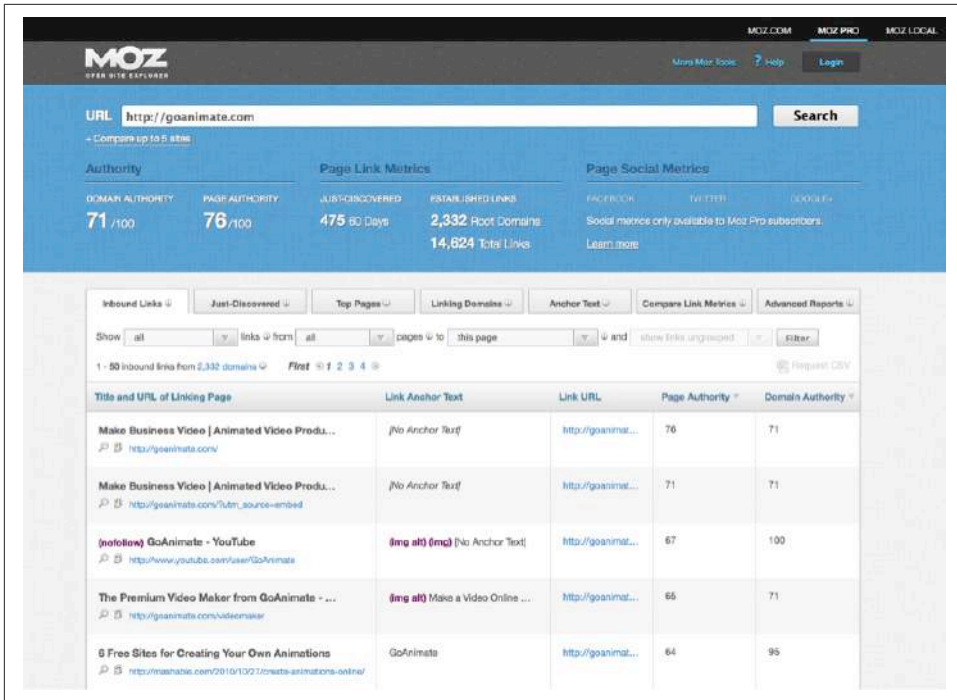 MOZ.COM MOZ PRO MOZ LOCAL
MOZ
OPEN SITE EXPLORER
More Moz Tools ? Help Login
URL http://goanimate.com Search
+ Compare up to 5 sites
Authority Page Link Metrics Page Social Metrics
DOMAIN AUTHORITY PAGE AUTHORITY JUST-DISCOVERED ESTABLISHED LINKS FACEBOOK TWITTER GOOGLE+
71 /100 76 /100 475 60 Days 2,332 Root Domains Social metrics only available to Moz Pro subscribers.
14,624 Total Links Learn more
Inbound Links Just-Discovered Top Pages Linking Domains Anchor Text Compare Link Metrics Advanced Reports
Show all links from all pages to this page and show links ungrouped Filter
1 - 50 inbound links from 2,332 domains First 1 2 3 4 Request CSV
Title and URL of Linking Page Link Anchor Text Link URL Page Authority Domain Authority
Make Business Video | Animated Video Produ... [No Anchor Text] http://goanimat... 76 71
http://goanimate.com/
Make Business Video | Animated Video Produ... [No Anchor Text] http://goanimat... 71 71
http://goanimate.com/?utm_source=embed
(nofollow) GoAnimate - YouTube (img alt) (img) [No Anchor Text] http://goanimat... 67 100
http://www.youtube.com/user/GoAnimate
The Premium Video Maker from GoAnimate - ... (img alt) Make a Video Online ... http://goanimat... 65 71
http://goanimate.com/videomaker
6 Free Sites for Creating Your Own Animations GoAnimate http://goanimat... 64 95
http://mashable.com/2010/10/27/create-animations-online/